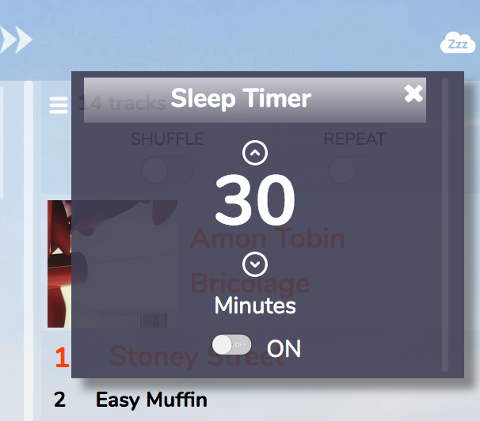 Zzz
14 tracks
Sleep Timer
SHUFFLE
REPEAT
30
Amon Tobin
Bricolage
Minutes
OFF
ON
1 Stoney Street
2 Easy Muffin